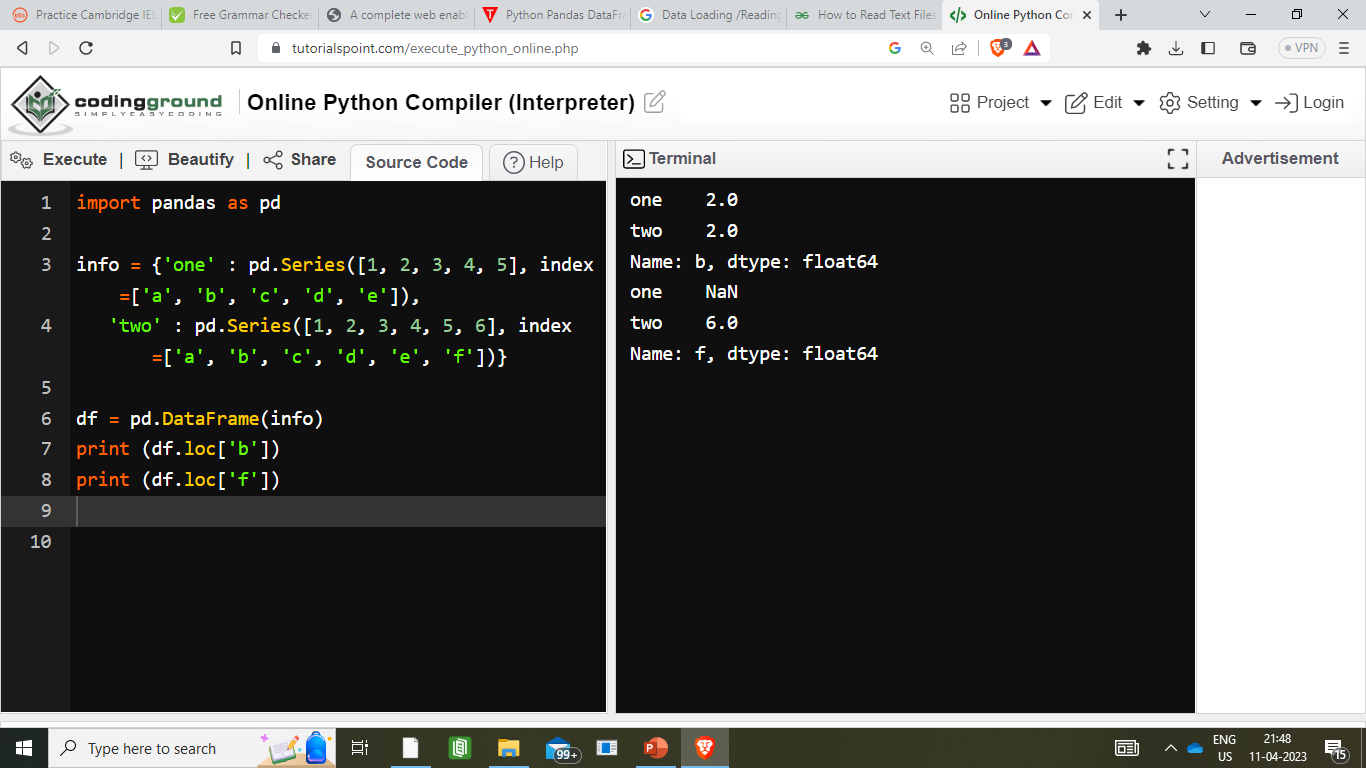 Practice Cambridge IEL
Free Grammar Checker
A complete web enab
Python Pandas DataFra
Data Loading /Reading
How to Read Text Files
Online Python Con
tutorialspoint.com/execute_python_online.php
3
VPN
codingground
SIMPLYEASYCODING
Online Python Compiler (Interpreter)
Project
Edit
Setting
Login
Execute | Beautify | Share
Source Code
Help
1 import pandas as pd
2
3 info = {'one' : pd.Series([1, 2, 3, 4, 5], index
=['a', 'b', 'c', 'd', 'e']),
4 'two' : pd.Series([1, 2, 3, 4, 5, 6], index
=['a', 'b', 'c', 'd', 'e', 'f'])}
5
6 df = pd.DataFrame(info)
7 print (df.loc['b'])
8 print (df.loc['f'])
9
10
Terminal
one    2.0
two    2.0
Name: b, dtype: float64
one    NaN
two    6.0
Name: f, dtype: float64
Advertisement
Type here to search
99+
ENG
US
21:48
11-04-2023
15